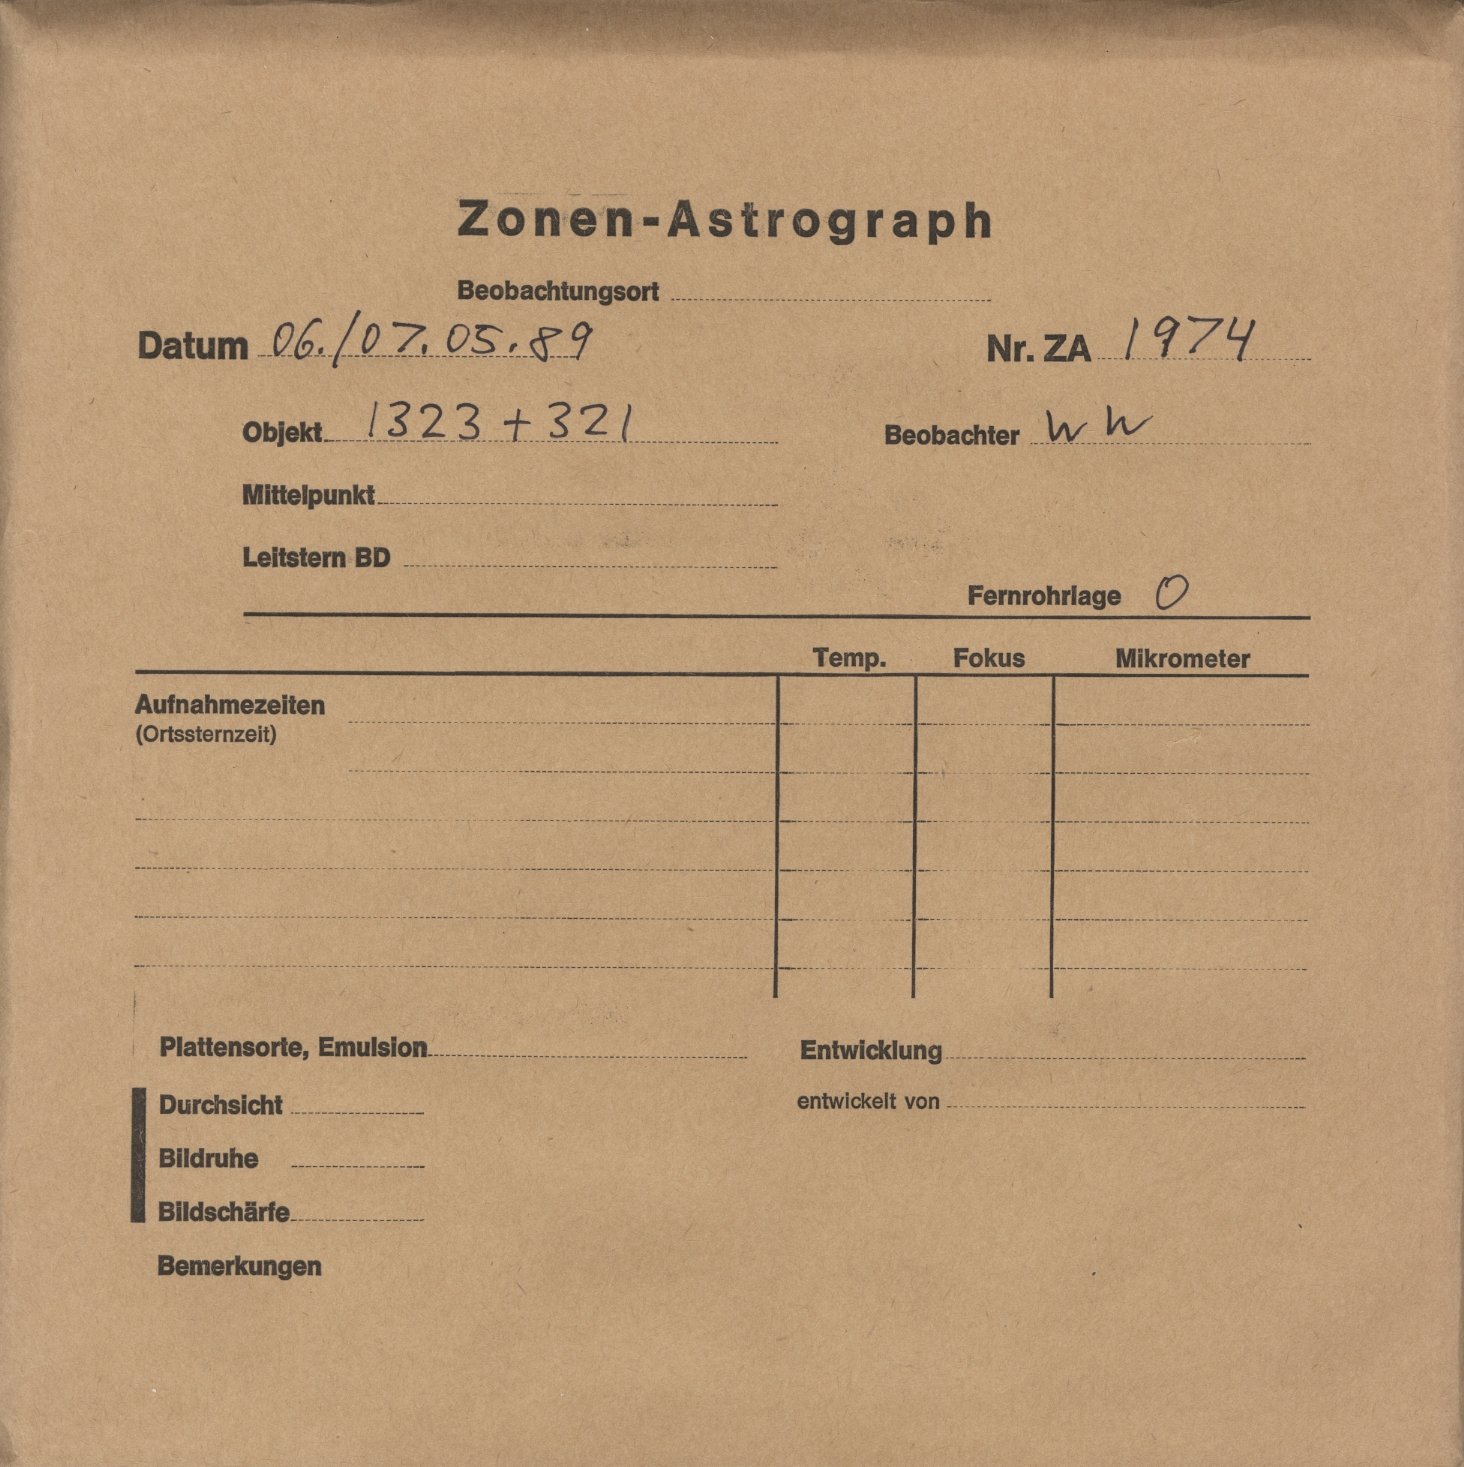 Zonen-Astrograph
Beobachtungsort
Datum 06./07.05.89 Nr. ZA 1974
Objekt 1323+321 Beobachter WW
Mittelpunkt
Leitstern BD
Fernrohrlage O
Temp. Fokus Mikrometer
Aufnahmezeiten
(Ortssternzeit)
Plattensorte, Emulsion Entwicklung
Durchsicht entwickelt von
Bildruhe
Bildschärfe
Bemerkungen